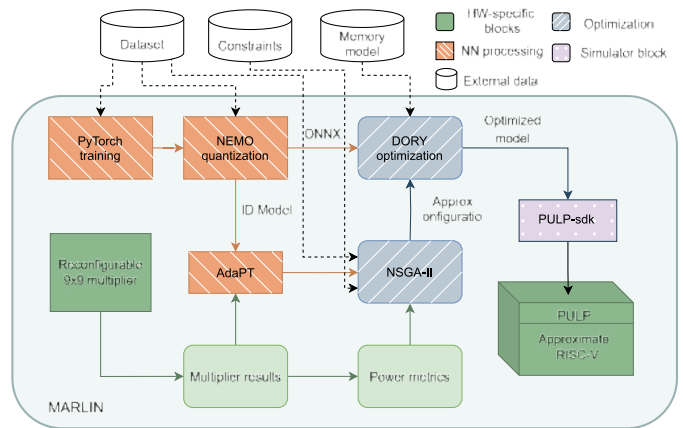 Dataset
Constraints
Memory
model
HW-specific
blocks
Optimization
NN processing
Simulator block
External data
PyTorch
training
NEMO
quantization
ONNX
DORY
optimization
Optimized
model
ID Model
Approx
onfiguratio
PULP-sdk
Reconfigurable
9x9 multiplier
AdaPT
NSGA-II
PULP
Approximate
RISC-V
Multiplier results
Power metrics
MARLIN